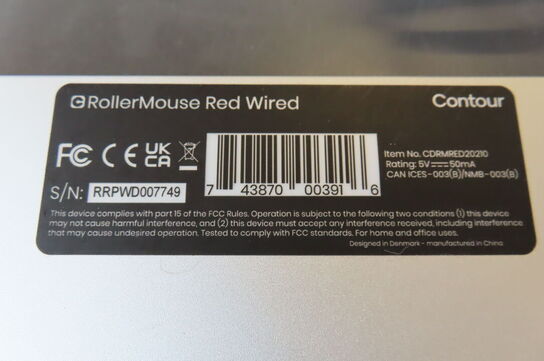 RollerMouse Red Wired
Contour
FC CE UK CA
7 43870 00391 6
Item No. CDRMRED20210
Rating: 5V 50mA
CAN ICES-003(B)/NMB-003(B)
S/N: RRPWD007749
This device complies with part 15 of the FCC Rules. Operation is subject to the following two conditions (1) this device
may not cause harmful interference, and (2) this device must accept any interference received, including interference
that may cause undesired operation. Tested to comply with FCC standards. For home and office uses.
Designed in Denmark - manufactured in China